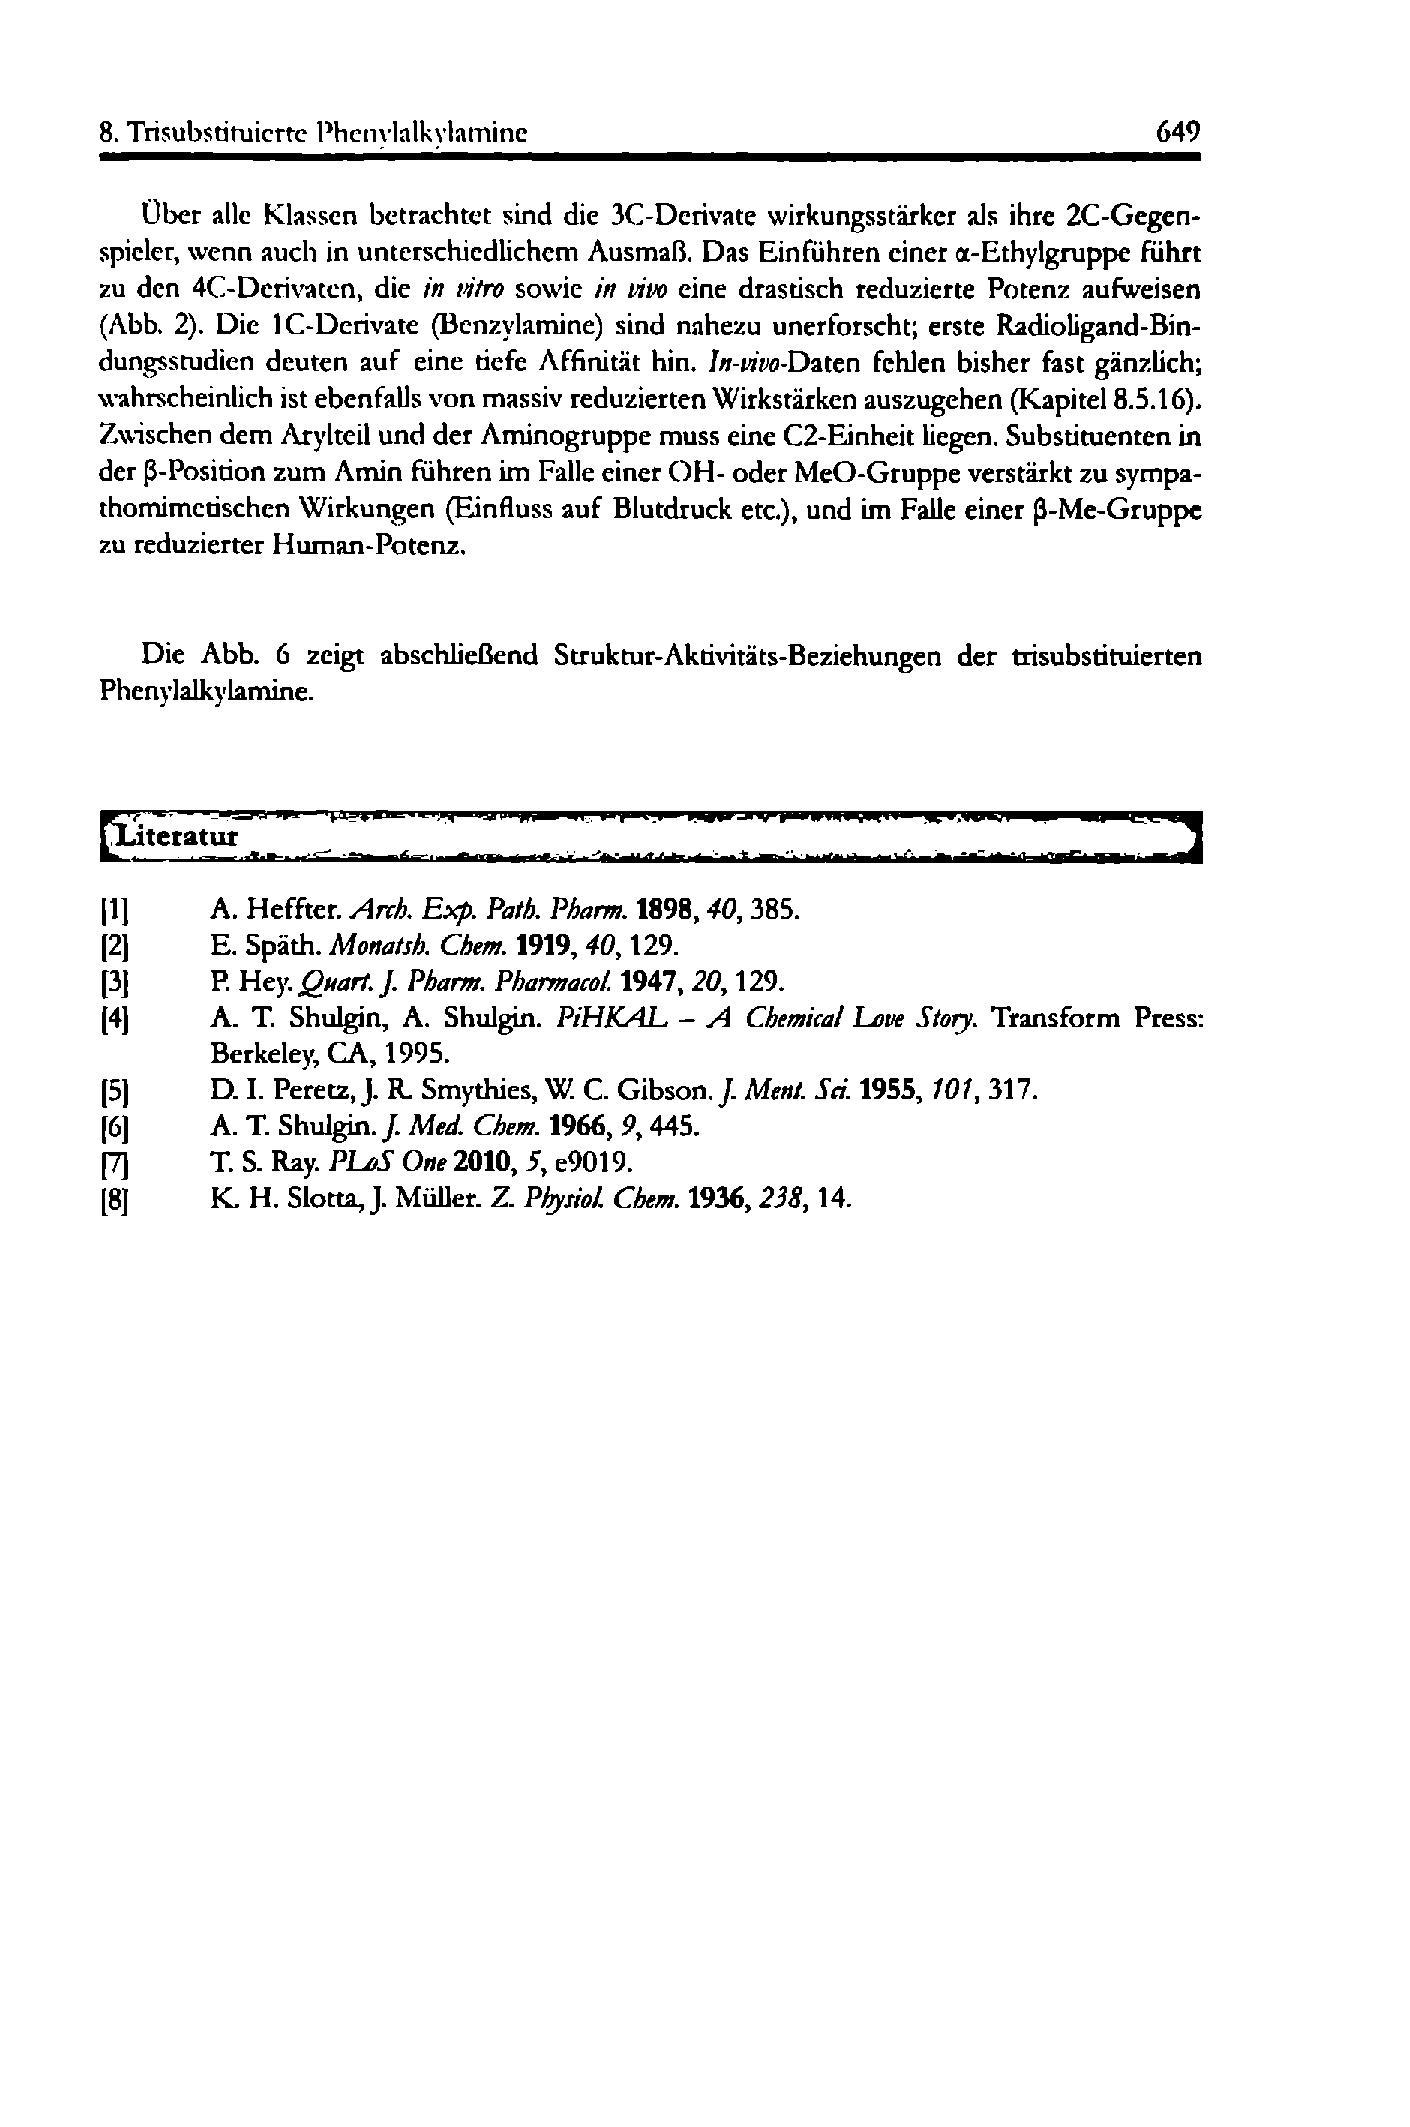 8. Trisubstituierte Phenylalkylamine 649
Über alle Klassen betrachtet sind die 3C-Derivate wirkungsstärker als ihre 2C-Gegen-
spieler, wenn auch in unterschiedlichem Ausmaß. Das Einführen einer α-Ethylgruppe führt
zu den 4C-Derivaten, die in vitro sowie in vivo eine drastisch reduzierte Potenz aufweisen
(Abb. 2). Die 1C-Derivate (Benzylamine) sind nahezu unerforscht; erste Radioligand-Bin-
dungsstudien deuten auf eine tiefe Affinität hin. In-vivo-Daten fehlen bisher fast gänzlich;
wahrscheinlich ist ebenfalls von massiv reduzierten Wirkstärken auszugehen (Kapitel 8.5.16).
Zwischen dem Arylteil und der Aminogruppe muss eine C2-Einheit liegen. Substituenten in
der β-Position zum Amin führen im Falle einer OH- oder MeO-Gruppe verstärkt zu sympa-
thomimetischen Wirkungen (Einfluss auf Blutdruck etc.), und im Falle einer β-Me-Gruppe
zu reduzierter Human-Potenz.
Die Abb. 6 zeigt abschließend Struktur-Aktivitäts-Beziehungen der trisubstituierten
Phenylalkylamine.
Literatur
[1] A. Heffter. Arch. Exp. Path. Pharm. 1898, 40, 385.
[2] E. Späth. Monatsh. Chem. 1919, 40, 129.
[3] P. Hey. Quart. J. Pharm. Pharmacol. 1947, 20, 129.
[4] A. T. Shulgin, A. Shulgin. PiHKAL – A Chemical Love Story. Transform Press:
Berkeley, CA, 1995.
[5] D. I. Peretz, J. R. Smythies, W. C. Gibson. J. Ment. Sci. 1955, 101, 317.
[6] A. T. Shulgin. J. Med. Chem. 1966, 9, 445.
[7] T. S. Ray. PLoS One 2010, 5, e9019.
[8] K. H. Slotta, J. Müller. Z. Physiol. Chem. 1936, 238, 14.